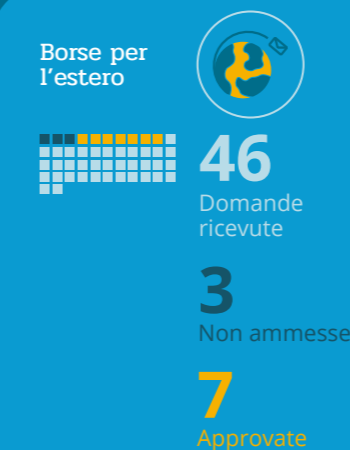 Borse per
l'estero
46
Domande
ricevute
3
Non ammesse
7
Approvate